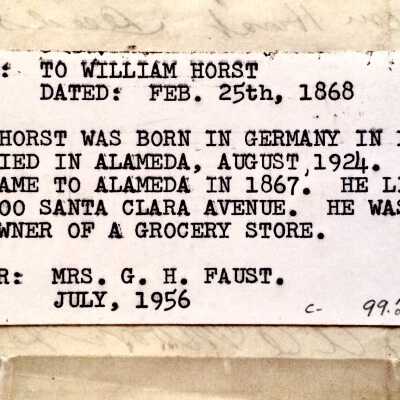 : TO WILLIAM HORST
DATED: FEB. 25th, 1868
HORST WAS BORN IN GERMANY IN
IED IN ALAMEDA, AUGUST, 1924.
AME TO ALAMEDA IN 1867. HE LI
00 SANTA CLARA AVENUE. HE WAS
WNER OF A GROCERY STORE.
R: MRS. G. H. FAUST.
JULY, 1956
C- 99.2